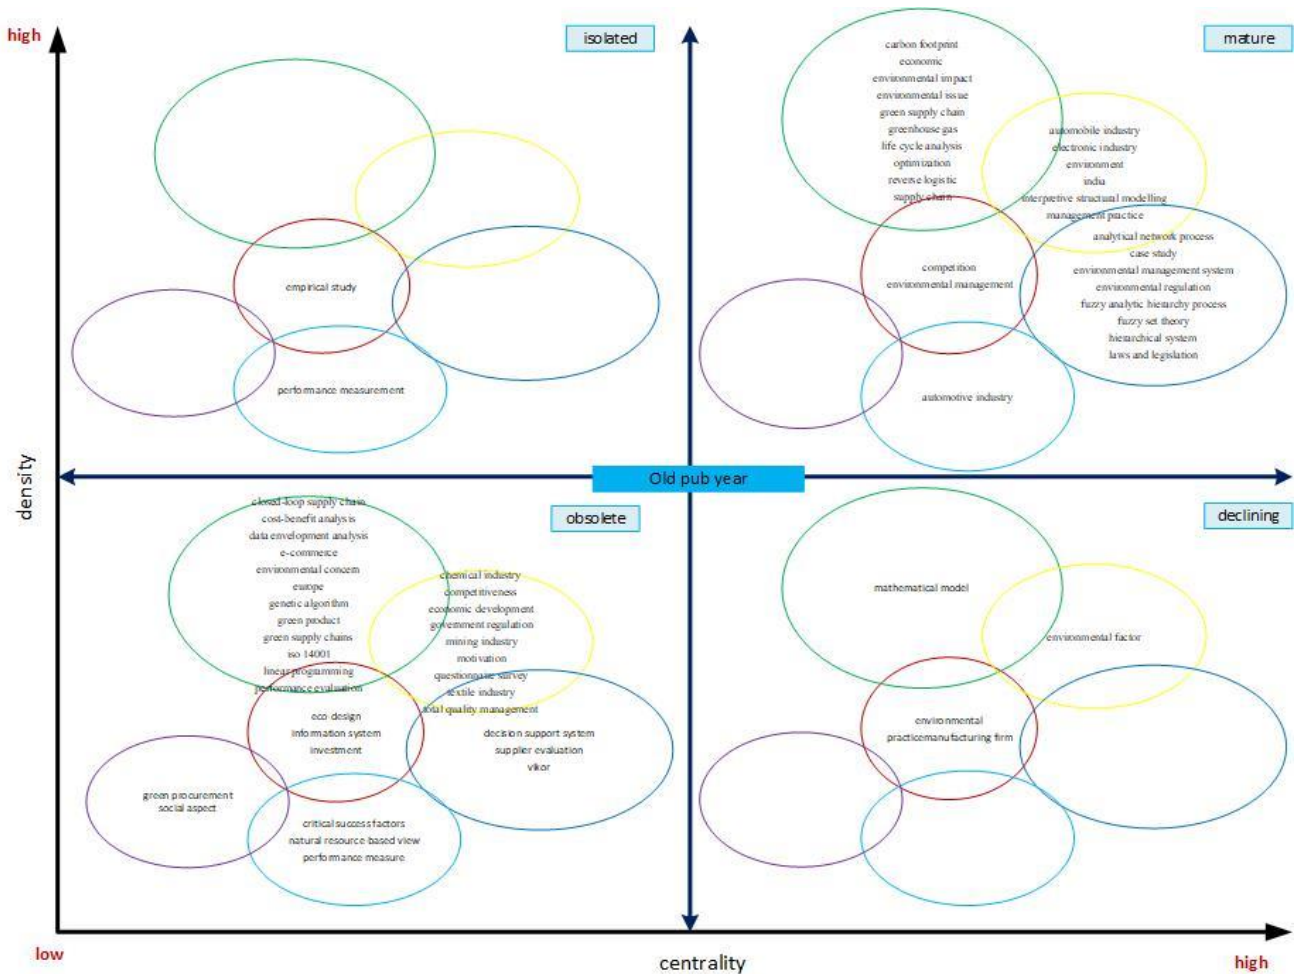 high
isolated
empirical study
performance measurement
mature
carbon footprint
economic
environmental impact
environmental issue
green supply chain
greenhouse gas
life cycle analysis
optimization
reverse logistic
supply chain
automobile industry
electronic industry
environment
india
interpretive structural modelling
management practice
analytical network process
case study
environmental management system
environmental regulation
fuzzy analytic hierarchy process
fuzzy set theory
hierarchical system
laws and legislation
competition
environmental management
automotive industry
density
Old pub year
obsolete
closed-loop supply chain
cost-benefit analysis
data envelopment analysis
e-commerce
environmental concern
europe
genetic algorithm
green product
green supply chains
iso 14001
linear programming
performance evaluation
chemical industry
competitiveness
economic development
government regulation
mining industry
motivation
questionnaire survey
textile industry
total quality management
eco design
information system
investment
decision support system
supplier evaluation
vikor
green procurement
social aspect
critical success factors
natural resource-based view
performance measure
declining
mathematical model
environmental factor
environmental
practicemanufacturing firm
low
centrality
high